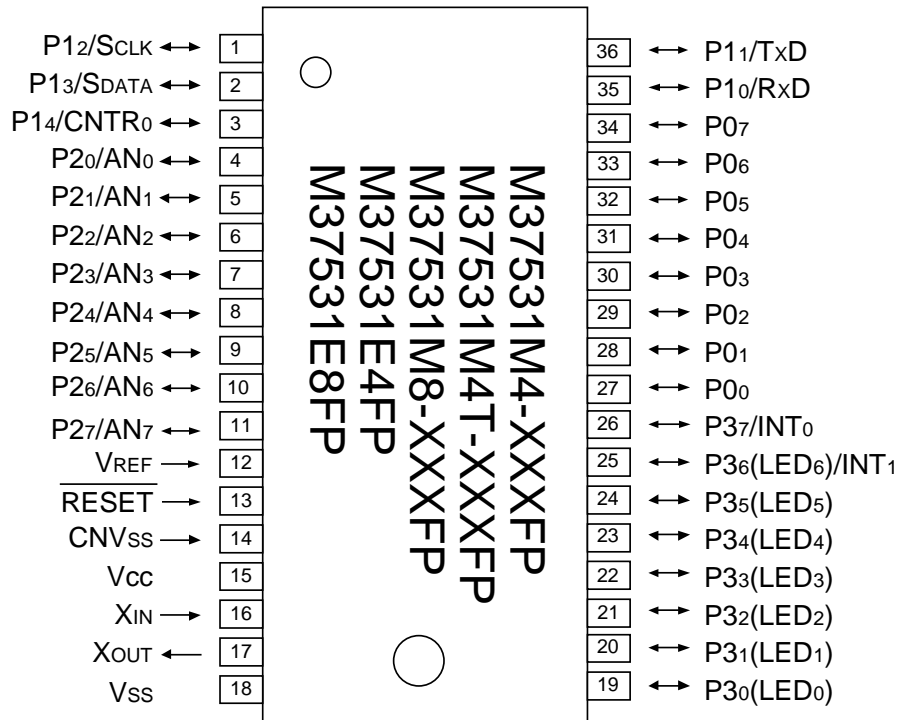 P12/SCLK 1
P13/SDATA 2
P14/CNTR0 3
P20/AN0 4
P21/AN1 5
P22/AN2 6
P23/AN3 7
P24/AN4 8
P25/AN5 9
P26/AN6 10
P27/AN7 11
VREF 12
RESET 13
CNVSS 14
Vcc 15
XIN 16
XOUT 17
VSS 18
M37531M4-XXXFP
M37531M4T-XXXFP
M37531M8-XXXFP
M37531E4FP
M37531E8FP
36 P11/TXD
35 P10/RXD
34 P07
33 P06
32 P05
31 P04
30 P03
29 P02
28 P01
27 P00
26 P37/INT0
25 P36(LED6)/INT1
24 P35(LED5)
23 P34(LED4)
22 P33(LED3)
21 P32(LED2)
20 P31(LED1)
19 P30(LED0)